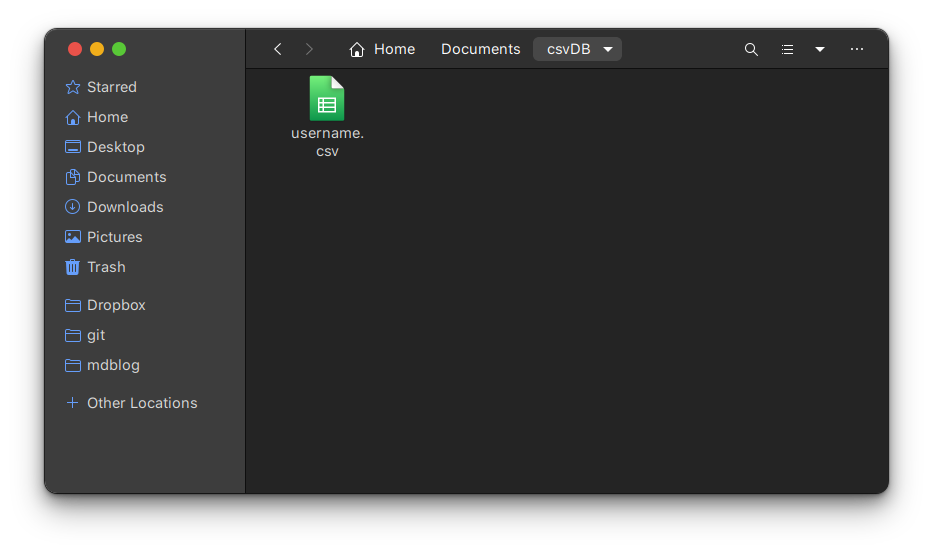 Home Documents csvDB
Starred
Home
Desktop
Documents
Downloads
Pictures
Trash
Dropbox
git
mdblog
Other Locations
username.
csv